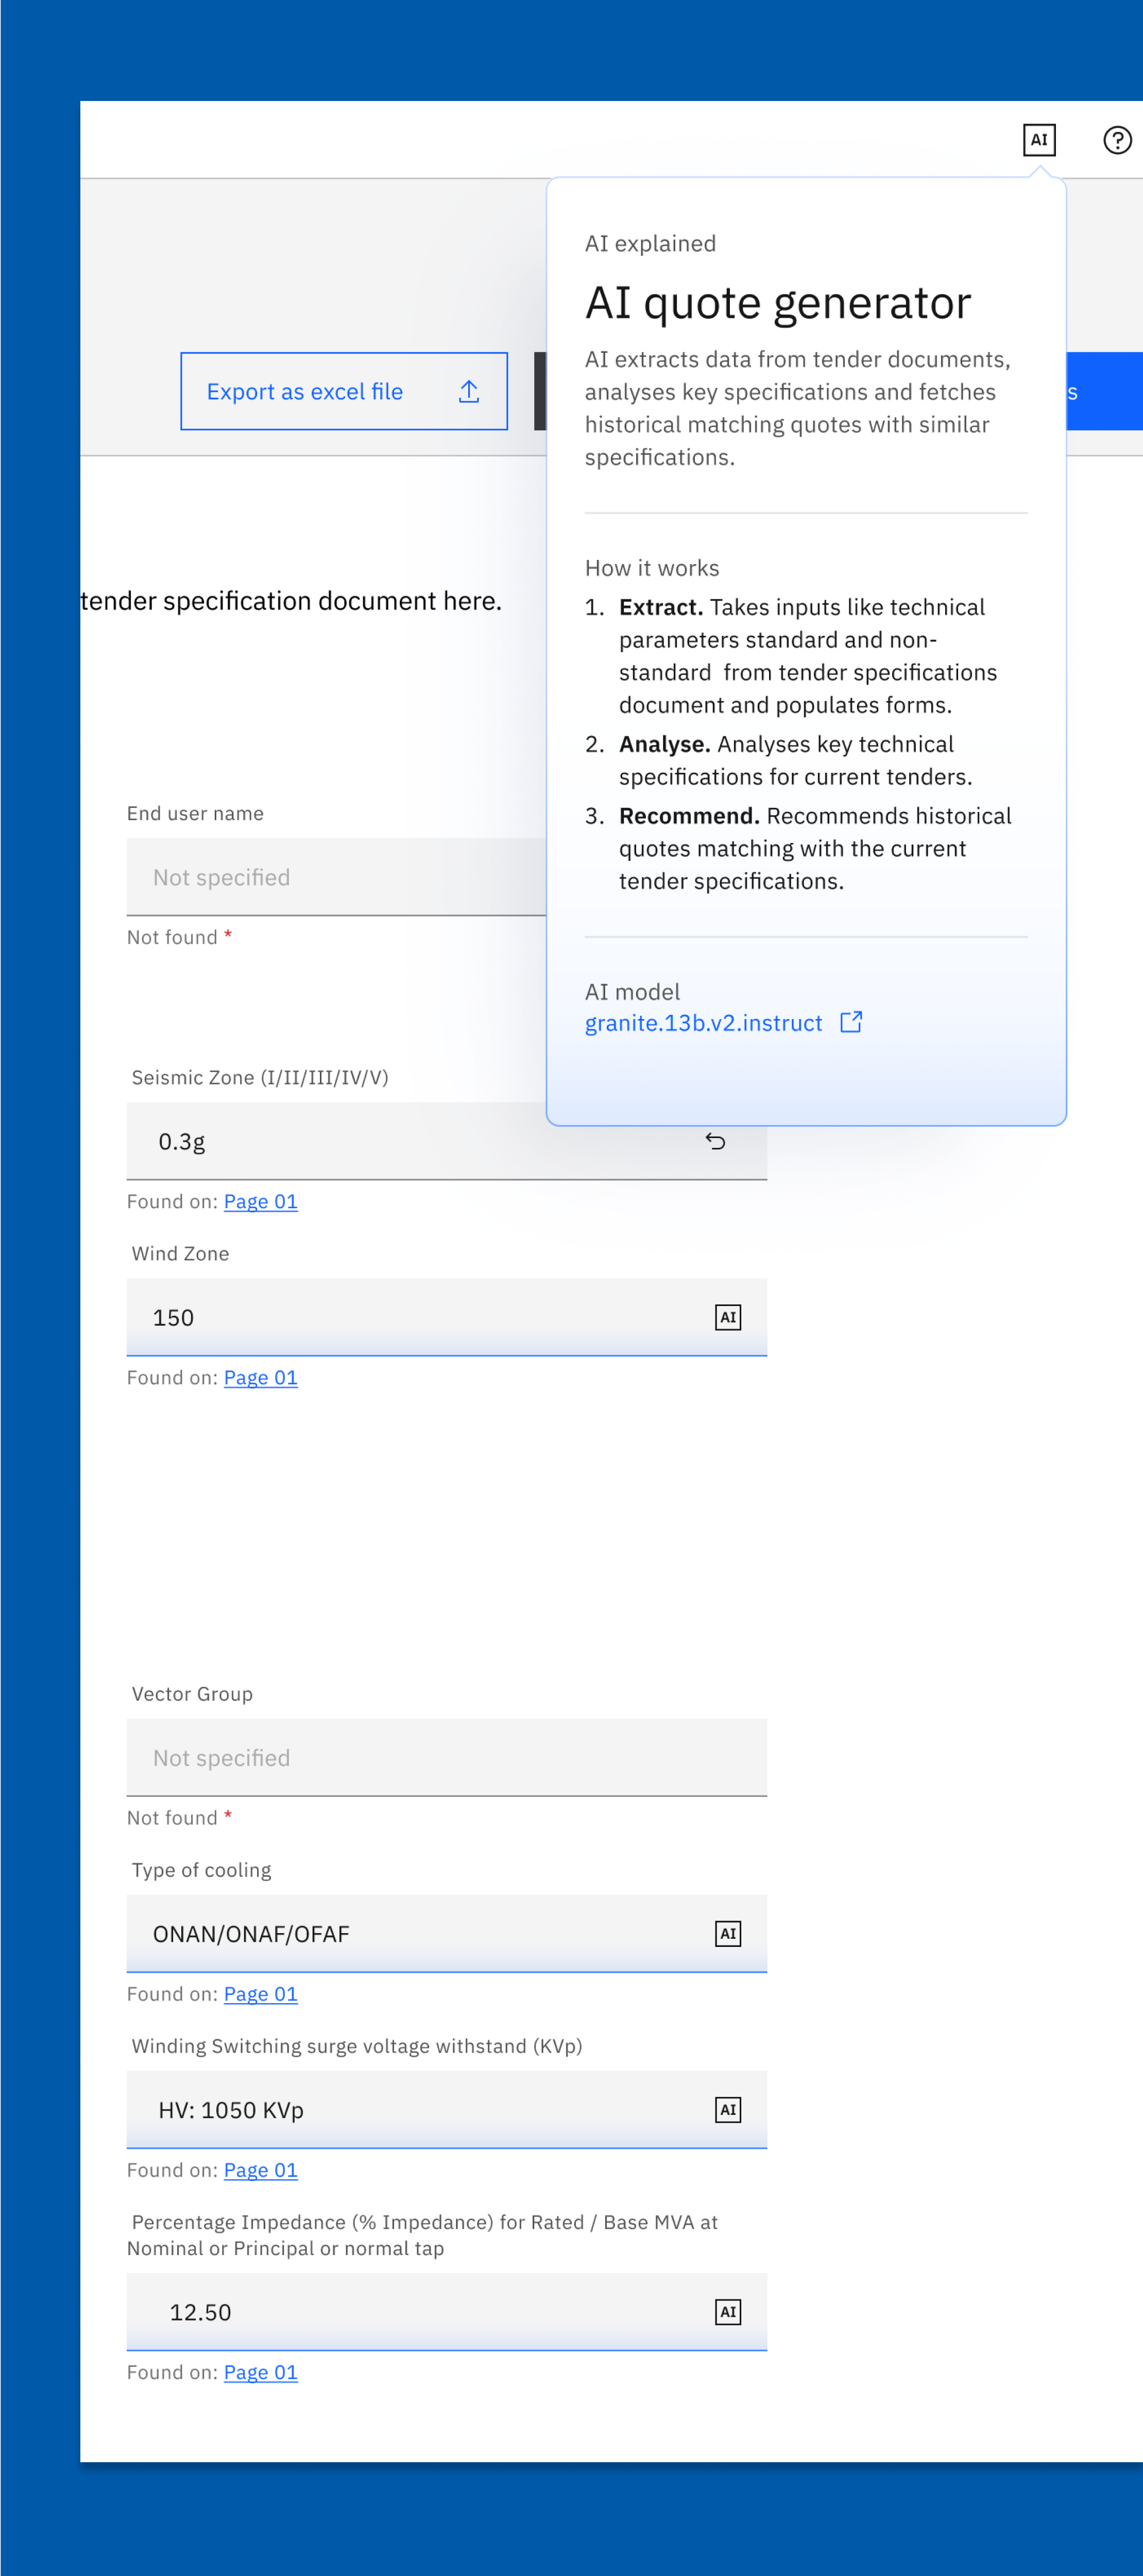 AI
?
AI explained
AI quote generator
AI extracts data from tender documents,
analyses key specifications and fetches
historical matching quotes with similar
specifications.
Export as excel file
s
How it works
1. Extract. Takes inputs like technical
parameters standard and non-
standard  from tender specifications
document and populates forms.
2. Analyse. Analyses key technical
specifications for current tenders.
3. Recommend. Recommends historical
quotes matching with the current
tender specifications.
AI model
granite.13b.v2.instruct
tender specification document here.
End user name
Not specified
Not found *
Seismic Zone (I/II/III/IV/V)
0.3g
Found on: Page 01
Wind Zone
150 AI
Found on: Page 01
Vector Group
Not specified
Not found *
Type of cooling
ONAN/ONAF/OFAF AI
Found on: Page 01
Winding Switching surge voltage withstand (KVp)
HV: 1050 KVp AI
Found on: Page 01
Percentage Impedance (% Impedance) for Rated / Base MVA at
Nominal or Principal or normal tap
12.50 AI
Found on: Page 01